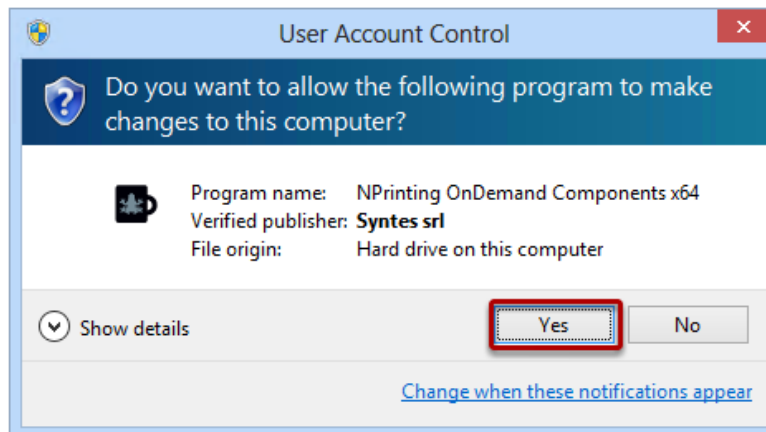 User Account Control
Do you want to allow the following program to make
changes to this computer?
Program name: NPrinting OnDemand Components x64
Verified publisher: Syntes srl
File origin: Hard drive on this computer
Show details
Yes
No
Change when these notifications appear